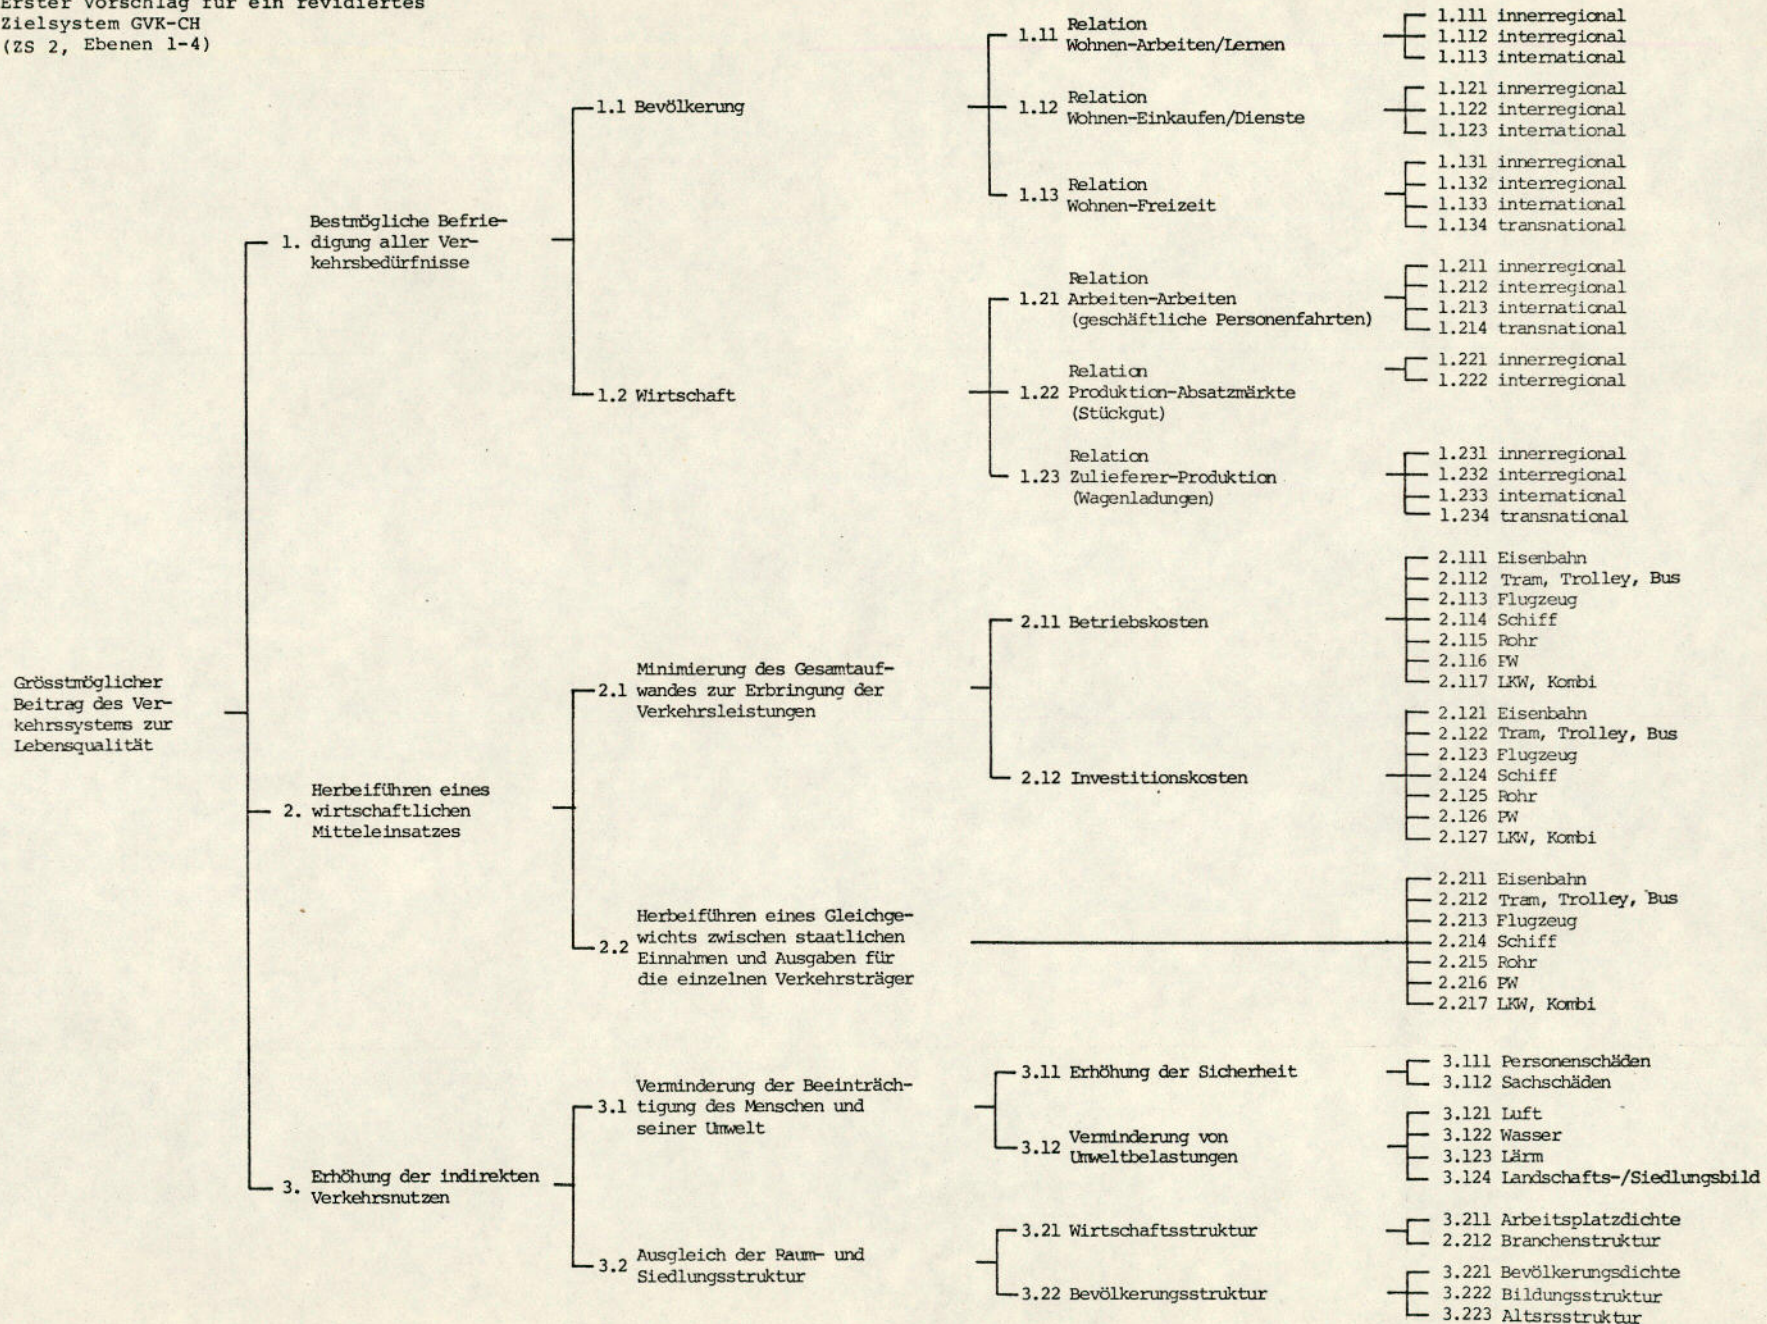 Erster Vorschlag für ein revidiertes
Zielsystem GVK-CH
(ZS 2, Ebenen 1-4)
Grösstmöglicher
Beitrag des Ver-
kehrssystems zur
Lebensqualität
1. Bestmögliche Befrie-
digung aller Ver-
kehrsbedürfnisse
1.1 Bevölkerung
1.11 Relation
Wohnen-Arbeiten/Lernen
1.111 innerregional
1.112 interregional
1.113 international
1.12 Relation
Wohnen-Einkaufen/Dienste
1.121 innerregional
1.122 interregional
1.123 international
1.13 Relation
Wohnen-Freizeit
1.131 innerregional
1.132 interregional
1.133 international
1.134 transnational
1.2 Wirtschaft
Relation
1.21 Arbeiten-Arbeiten
(geschäftliche Personenfahrten)
1.211 innerregional
1.212 interregional
1.213 international
1.214 transnational
Relation
1.22 Produktion-Absatzmärkte
(Stückgut)
1.221 innerregional
1.222 interregional
Relation
1.23 Zulieferer-Produktion
(Wagenladungen)
1.231 innerregional
1.232 interregional
1.233 international
1.234 transnational
Herbeiführen eines
2. wirtschaftlichen
Mitteleinsatzes
Minimierung des Gesamtauf-
2.1 wandes zur Erbringung der
Verkehrsleistungen
2.11 Betriebskosten
2.111 Eisenbahn
2.112 Tram, Trolley, Bus
2.113 Flugzeug
2.114 Schiff
2.115 Rohr
2.116 PW
2.117 LKW, Kombi
2.12 Investitionskosten
2.121 Eisenbahn
2.122 Tram, Trolley, Bus
2.123 Flugzeug
2.124 Schiff
2.125 Rohr
2.126 PW
2.127 LKW, Kombi
Herbeiführen eines Gleichge-
2.2 wichts zwischen staatlichen
Einnahmen und Ausgaben für
die einzelnen Verkehrsträger
2.211 Eisenbahn
2.212 Tram, Trolley, Bus
2.213 Flugzeug
2.214 Schiff
2.215 Rohr
2.216 PW
2.217 LKW, Kombi
3. Erhöhung der indirekten
Verkehrsnutzen
Verminderung der Beeinträch-
3.1 tigung des Menschen und
seiner Umwelt
3.11 Erhöhung der Sicherheit
3.111 Personenschäden
3.112 Sachschäden
3.12 Verminderung von
Umweltbelastungen
3.121 Luft
3.122 Wasser
3.123 Lärm
3.124 Landschafts-/Siedlungsbild
3.2 Ausgleich der Raum- und
Siedlungsstruktur
3.21 Wirtschaftsstruktur
3.211 Arbeitsplatzdichte
2.212 Branchenstruktur
3.22 Bevölkerungsstruktur
3.221 Bevölkerungsdichte
3.222 Bildungsstruktur
3.223 Altsrsstruktur